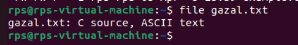 rps@rps-virtual-machine:~$ file gazal.txt
gazal.txt: C source, ASCII text
rps@rps-virtual-machine:~$